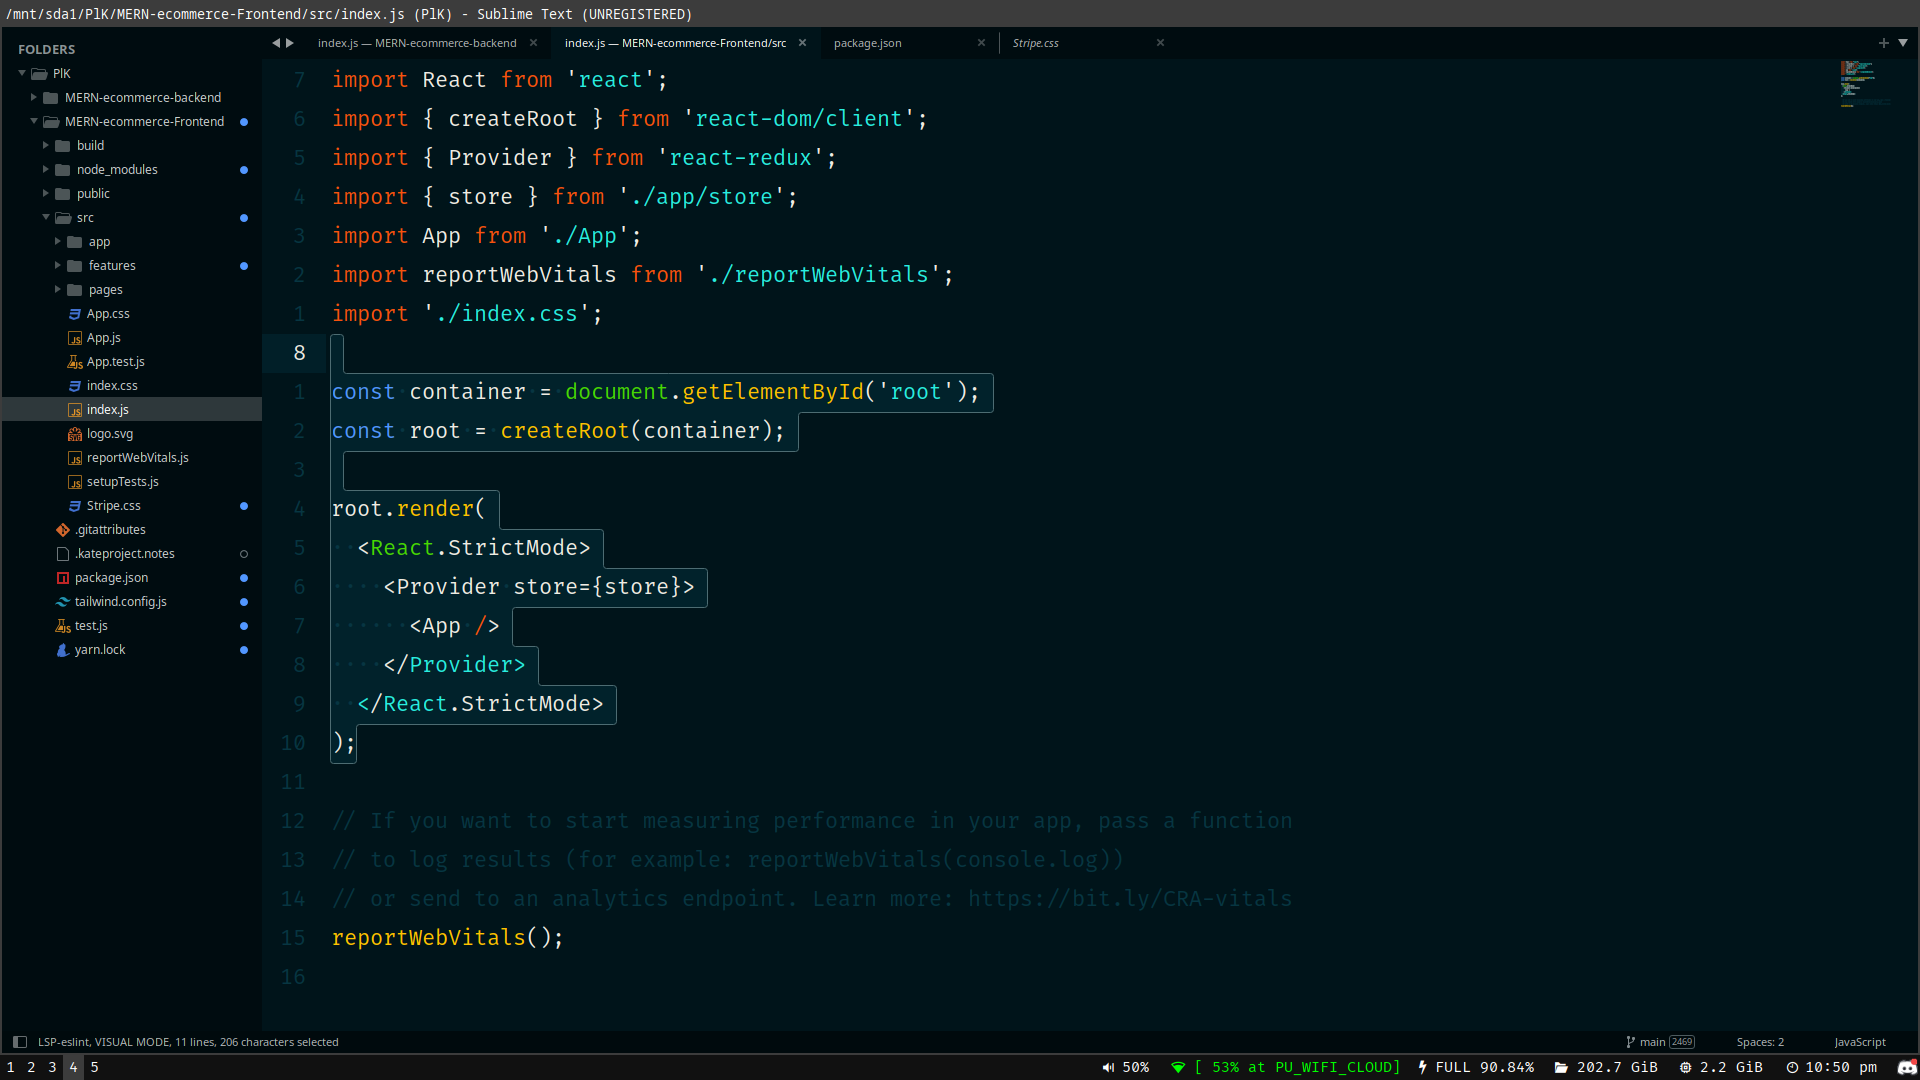 /mnt/sda1/PlK/MERN-ecommerce-Frontend/src/index.js (PlK) - Sublime Text (UNREGISTERED)
FOLDERS
PlK
MERN-ecommerce-backend
MERN-ecommerce-Frontend
build
node_modules
public
src
app
features
pages
App.css
App.js
App.test.js
index.css
index.js
logo.svg
reportWebVitals.js
setupTests.js
Stripe.css
.gitattributes
.kateproject.notes
package.json
tailwind.config.js
test.js
yarn.lock
index.js — MERN-ecommerce-backend
index.js — MERN-ecommerce-Frontend/src
package.json
Stripe.css
7 import React from 'react';
6 import { createRoot } from 'react-dom/client';
5 import { Provider } from 'react-redux';
4 import { store } from './app/store';
3 import App from './App';
2 import reportWebVitals from './reportWebVitals';
1 import './index.css';
8
1 const container = document.getElementById('root');
2 const root = createRoot(container);
3
4 root.render(
5   <React.StrictMode>
6     <Provider store={store}>
7       <App />
8     </Provider>
9   </React.StrictMode>
10 );
11
12 // If you want to start measuring performance in your app, pass a function
13 // to log results (for example: reportWebVitals(console.log))
14 // or send to an analytics endpoint. Learn more: https://bit.ly/CRA-vitals
15 reportWebVitals();
16
LSP-eslint, VISUAL MODE, 11 lines, 206 characters selected
main 2469
Spaces: 2
JavaScript
1 2 3 4 5
50% [ 53% at PU_WIFI_CLOUD] FULL 90.84% 202.7 GiB 2.2 GiB 10:50 pm